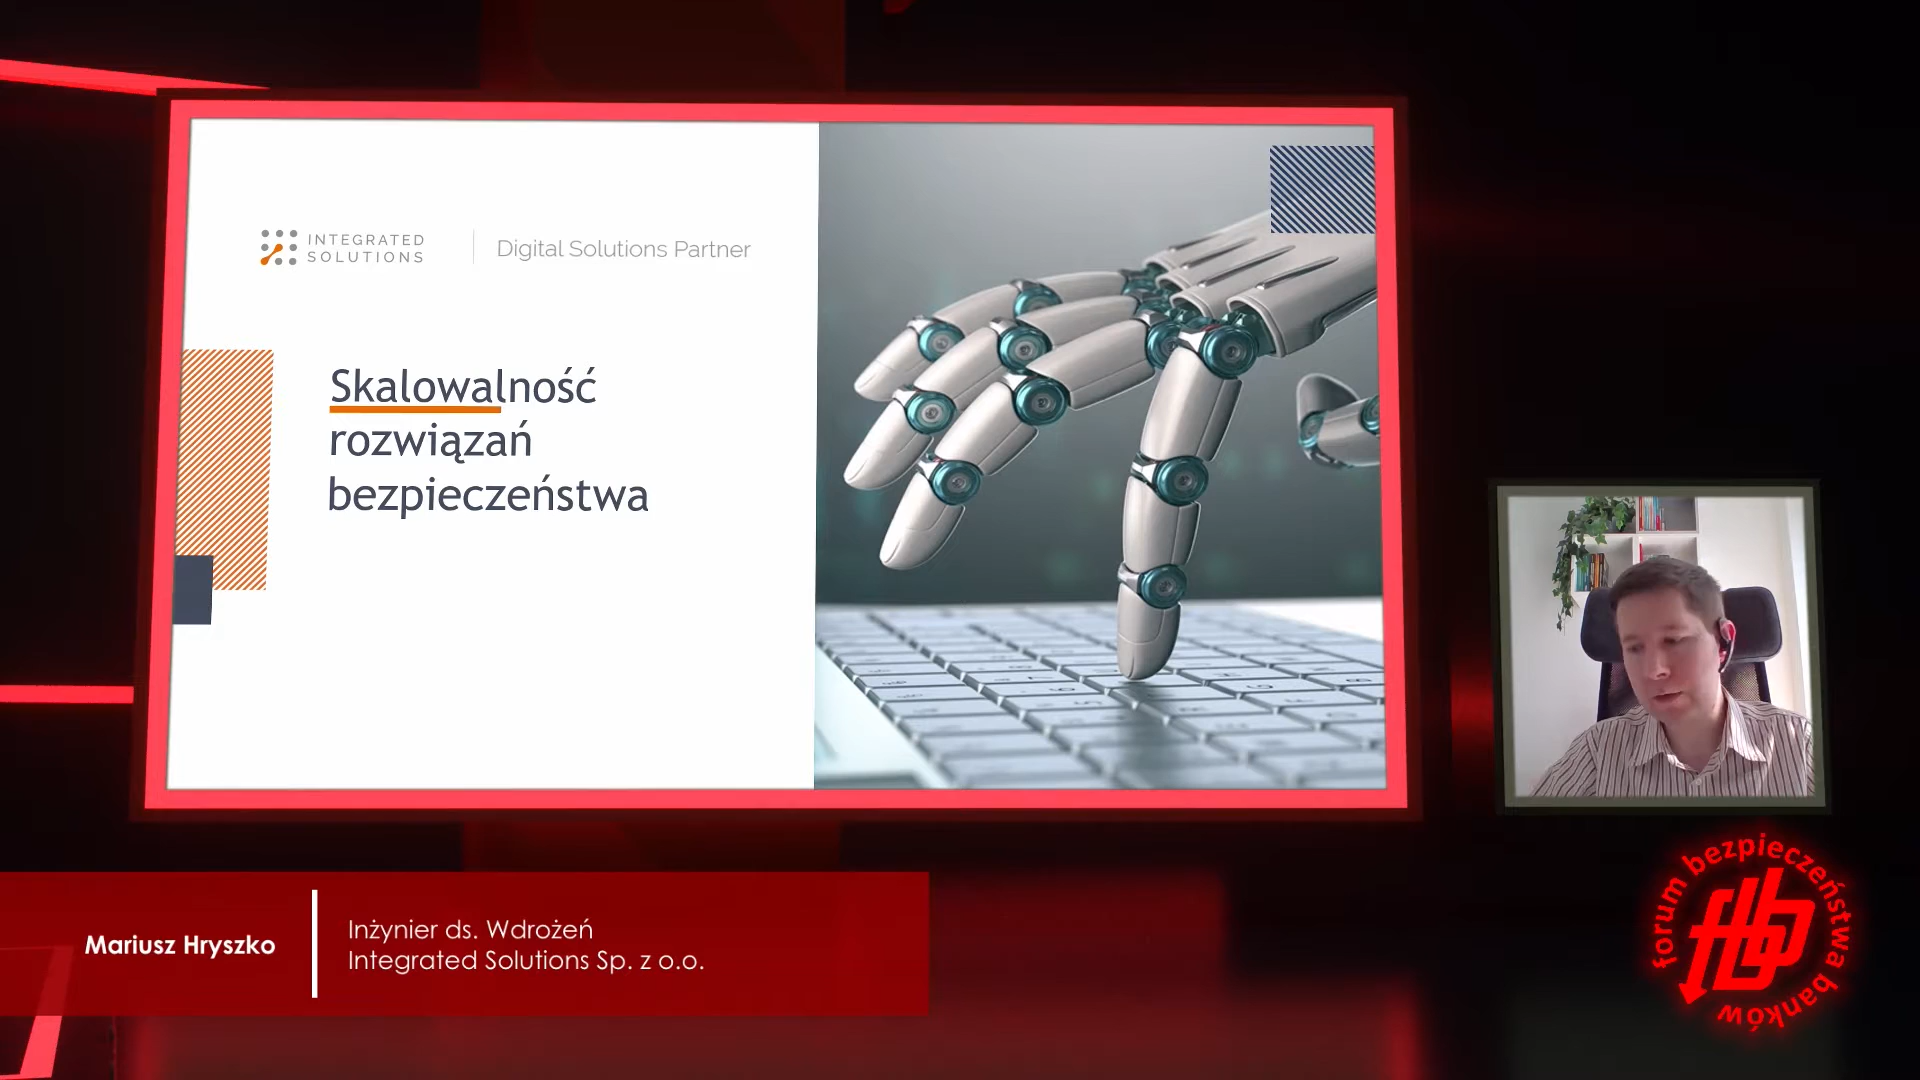 INTEGRATED
SOLUTIONS
Digital Solutions Partner
Skalowalność
rozwiązań
bezpieczeństwa
Mariusz Hryszko
Inżynier ds. Wdrożeń
Integrated Solutions Sp. z o.o.
forum bezpieczeństwa banków
fbb